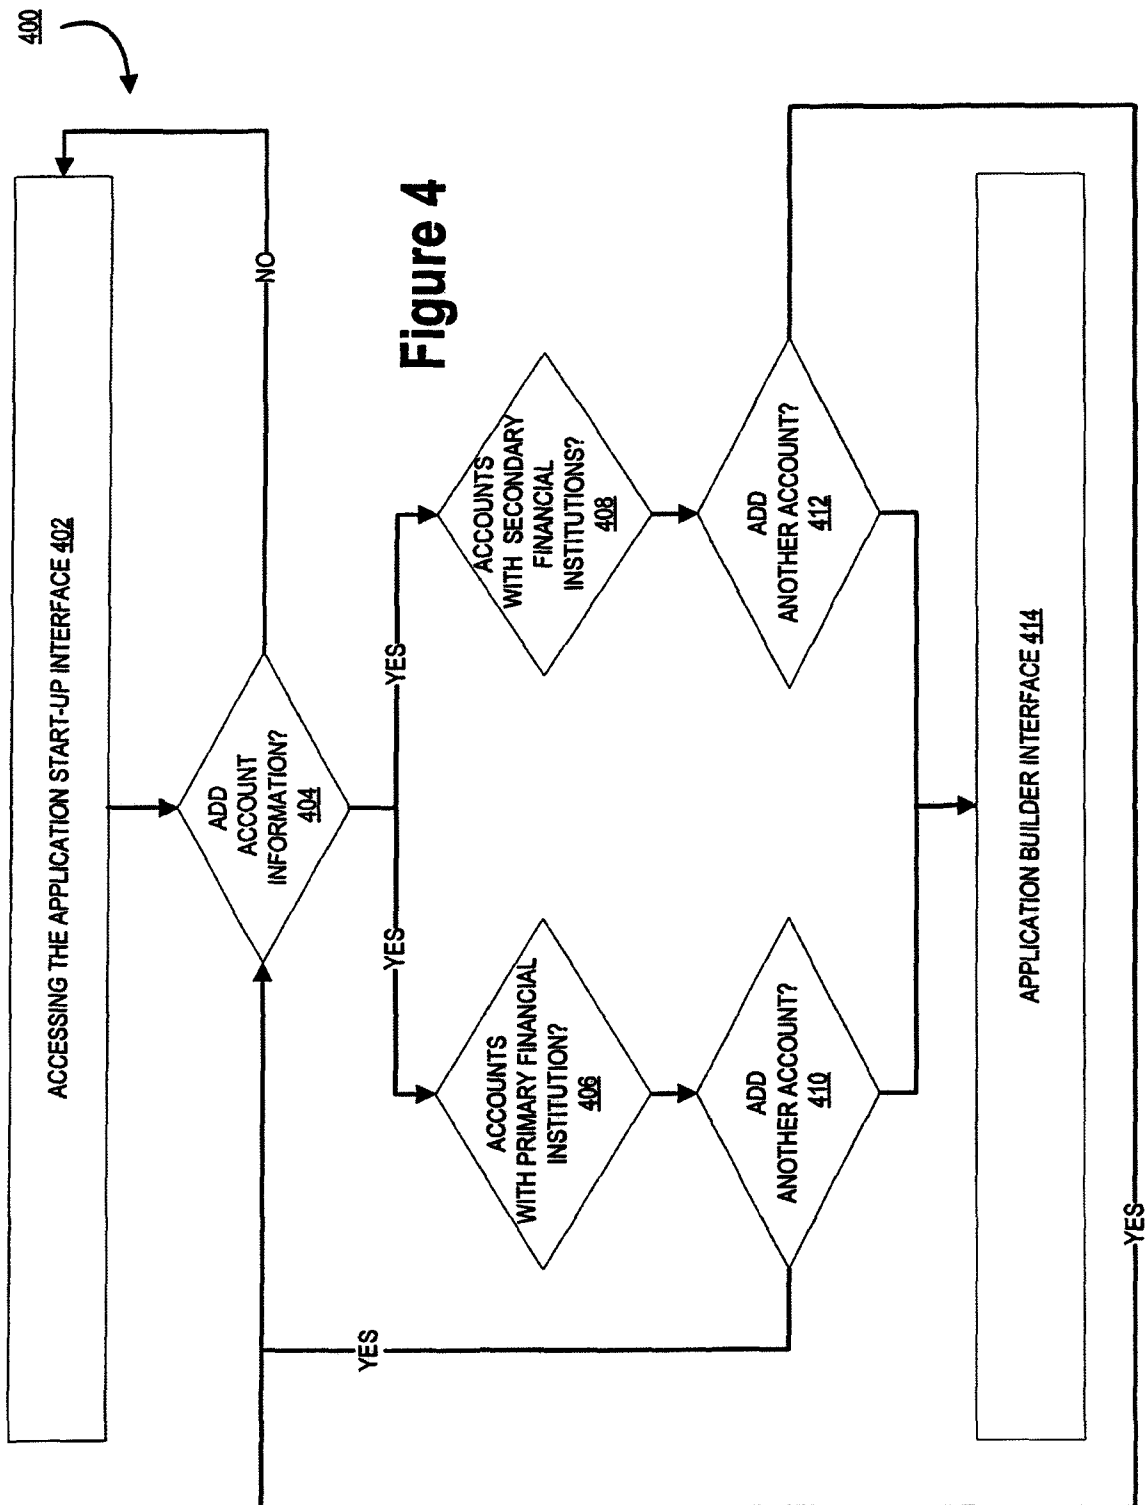 400
ACCESSING THE APPLICATION START-UP INTERFACE 402
ADD
ACCOUNT
INFORMATION?
404
NO
YES
YES
Figure 4
ACCOUNTS
WITH PRIMARY FINANCIAL
INSTITUTION?
406
ACCOUNTS
WITH SECONDARY
FINANCIAL
INSTITUTIONS?
408
YES
ADD
ANOTHER ACCOUNT?
410
ADD
ANOTHER ACCOUNT?
412
APPLICATION BUILDER INTERFACE 414
YES